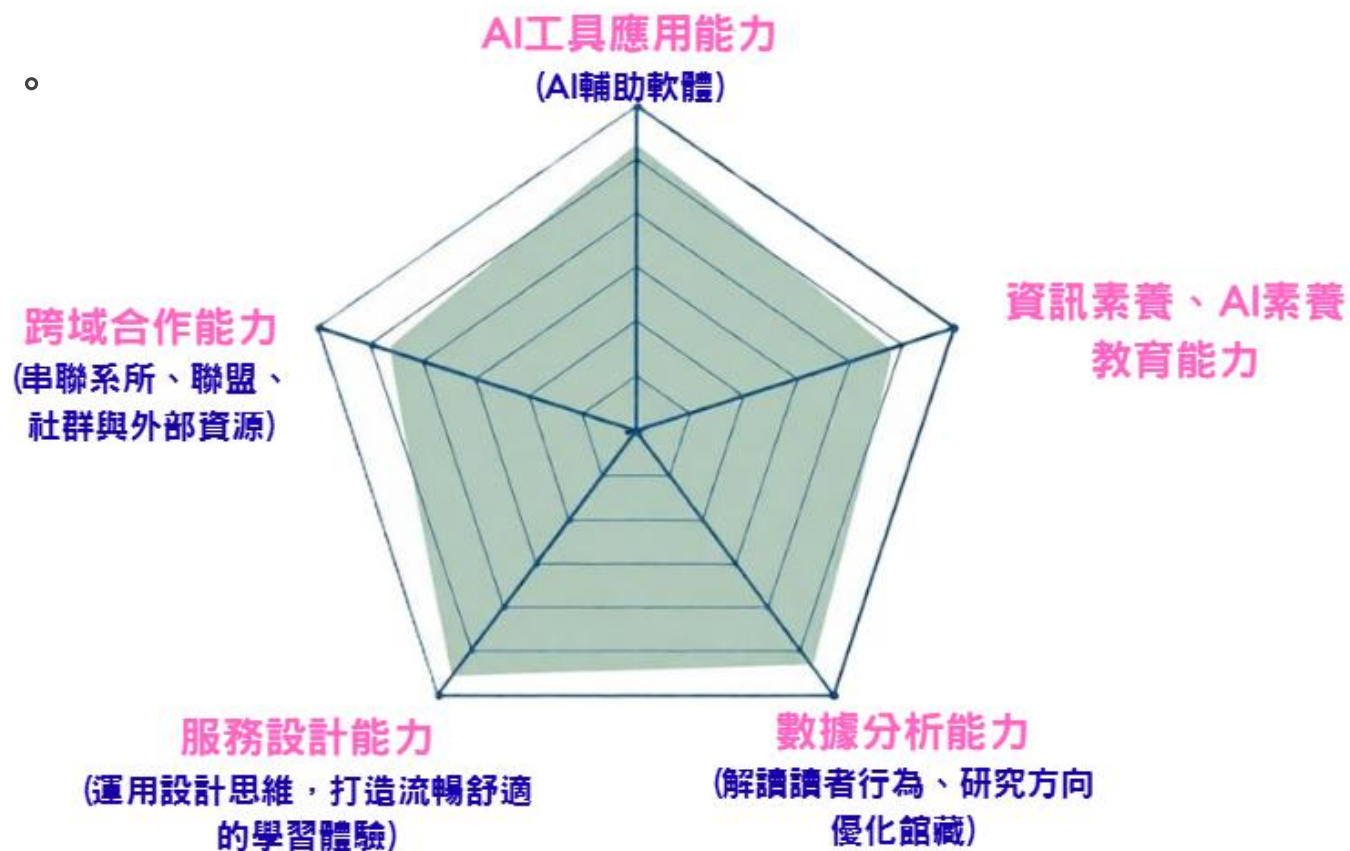 AI工具應用能力
(AI輔助軟體)
。
跨域合作能力
(串聯系所、聯盟、
社群與外部資源)
資訊素養、AI素養
教育能力
服務設計能力
(運用設計思維,打造流暢舒適
的學習體驗)
數據分析能力
(解讀讀者行為、研究方向
優化館藏)